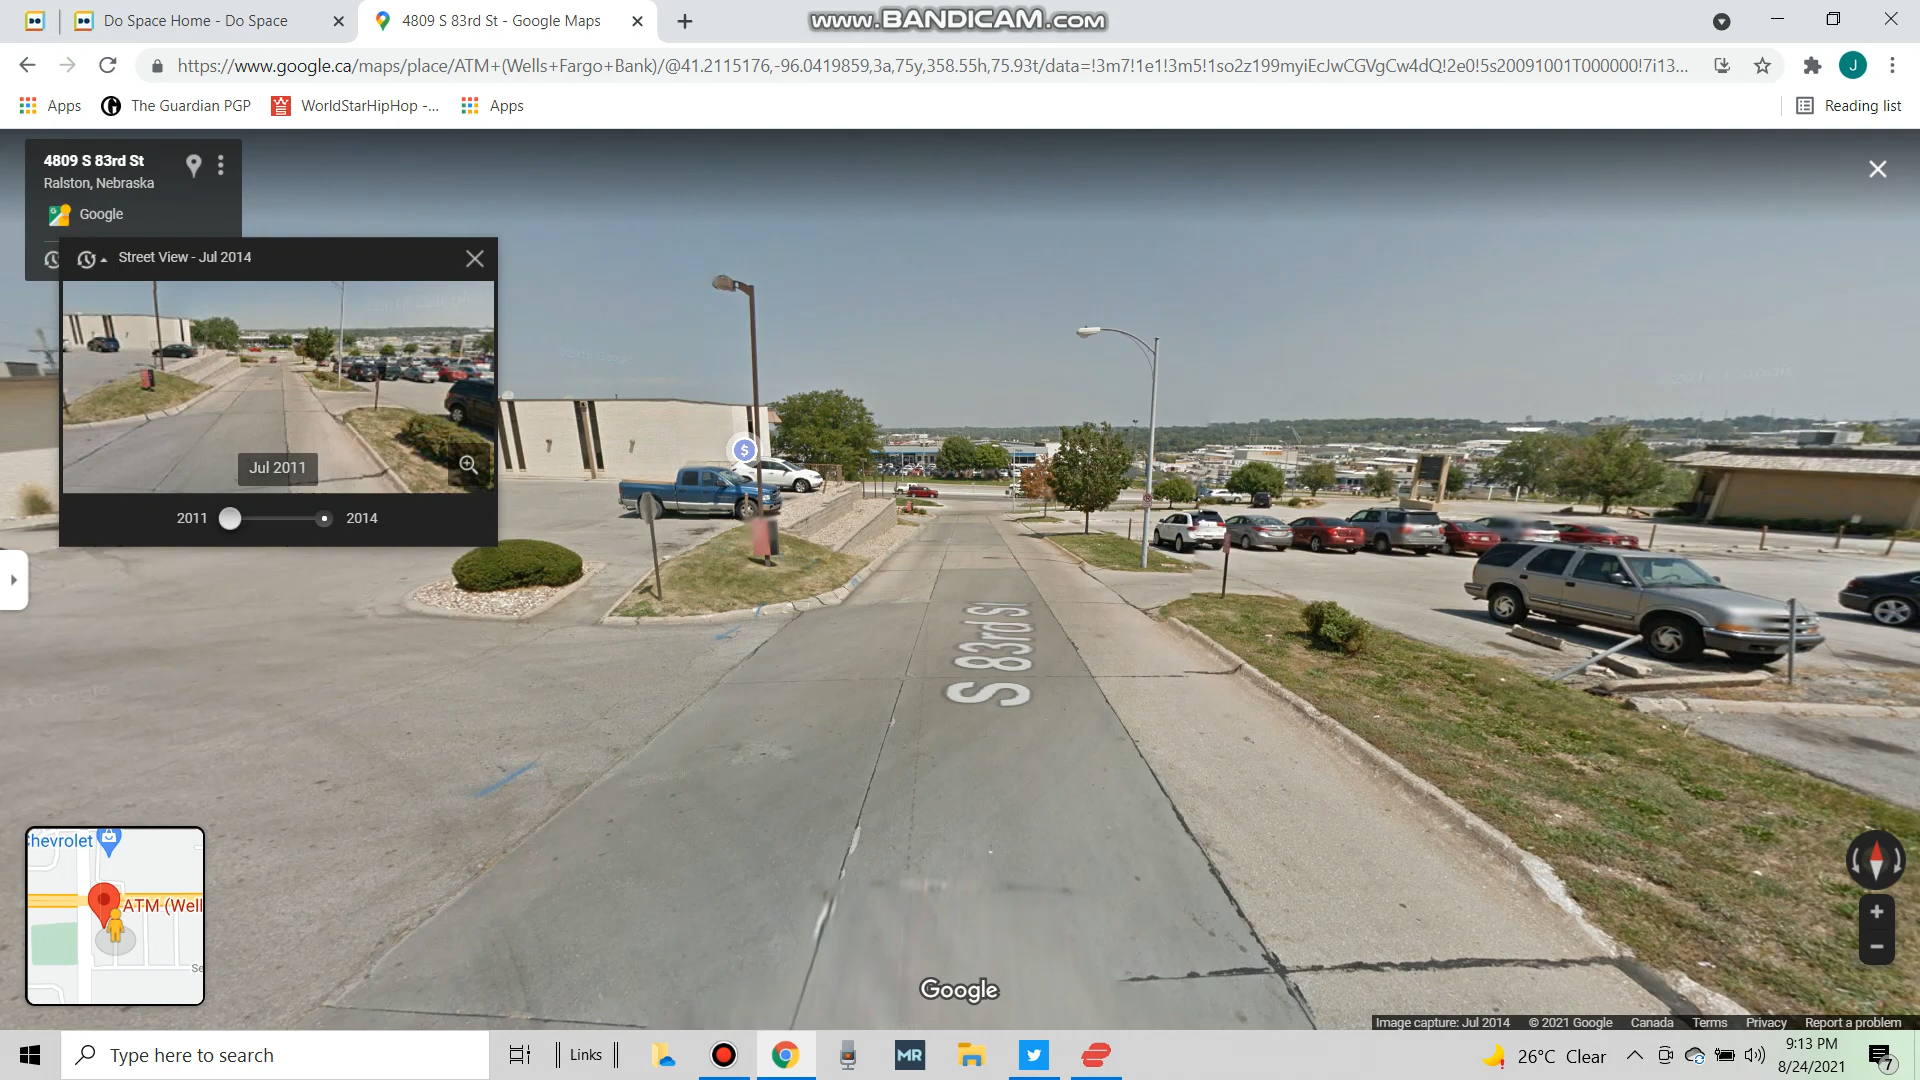 Do Space Home - Do Space
4809 S 83rd St - Google Maps
www.BANDICAM.com
https://www.google.ca/maps/place/ATM+(Wells+Fargo+Bank)/@41.2115176,-96.0419859,3a,75y,358.55h,75.93t/data=!3m7!1e1!3m5!1so2z199myiEcJwCGVgCw4dQ!2e0!5s20091001T000000!7i13...
J
Apps
The Guardian PGP
WorldStarHipHop -...
Apps
Reading list
4809 S 83rd St
Ralston, Nebraska
Google
Street View - Jul 2014
Jul 2011
2011
2014
$
S 83rd St
Chevrolet
ATM (Well
Se
Google
Image capture: Jul 2014 © 2021 Google Canada Terms Privacy Report a problem
Type here to search
Links
MR
26°C Clear
9:13 PM
8/24/2021
7